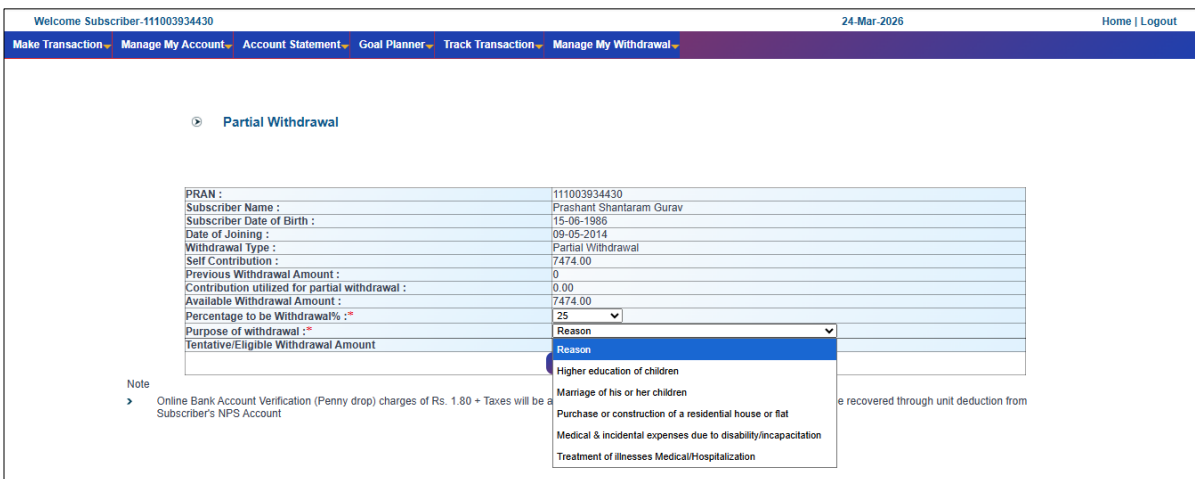 Welcome Subscriber-111003934430 24-Mar-2026 Home | Logout
Make Transaction Manage My Account Account Statement Goal Planner Track Transaction Manage My Withdrawal
Partial Withdrawal
PRAN : 111003934430
Subscriber Name : Prashant Shantaram Gurav
Subscriber Date of Birth : 15-06-1986
Date of Joining : 09-05-2014
Withdrawal Type : Partial Withdrawal
Self Contribution : 7474.00
Previous Withdrawal Amount : 0
Contribution utilized for partial withdrawal : 0.00
Available Withdrawal Amount : 7474.00
Percentage to be Withdrawal% :* 25
Purpose of withdrawal :* Reason
Tentative/Eligible Withdrawal Amount
Reason
Higher education of children
Marriage of his or her children
Purchase or construction of a residential house or flat
Medical & incidental expenses due to disability/incapacitation
Treatment of illnesses Medical/Hospitalization
Note
Online Bank Account Verification (Penny drop) charges of Rs. 1.80 + Taxes will be a e recovered through unit deduction from
Subscriber's NPS Account